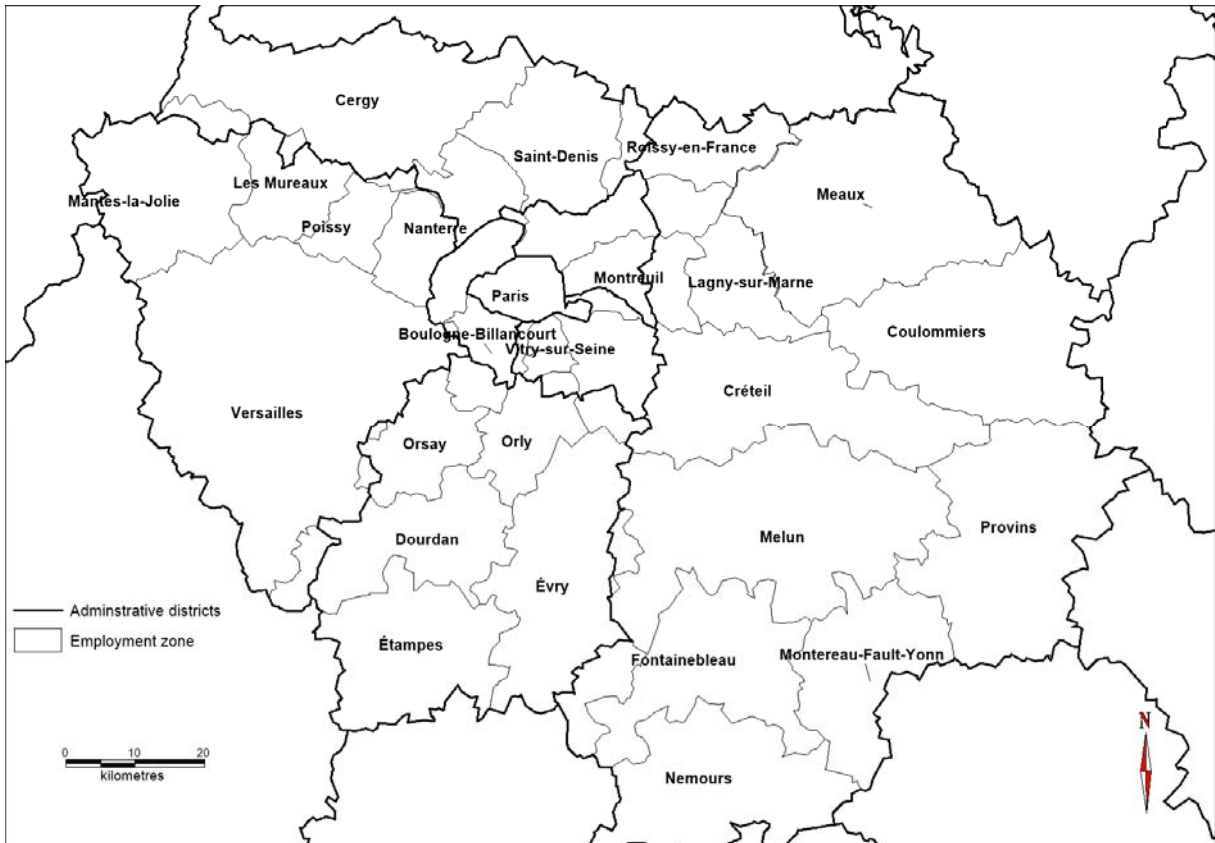 Cergy
Saint-Denis
Roissy-en-France
Les Mureaux
Meaux
Mantes-la-Jolie
Poissy
Nanterre
Montreuil
Lagny-sur-Marne
Paris
Boulogne-Billancourt
Vitry-sur-Seine
Coulommiers
Créteil
Versailles
Orsay
Orly
Dourdan
Melun
Provins
Évry
Adminstrative districts
Employment zone
Étampes
Fontainebleau
Montereau-Fault-Yonn
N
0 10 20
kilometres
Nemours